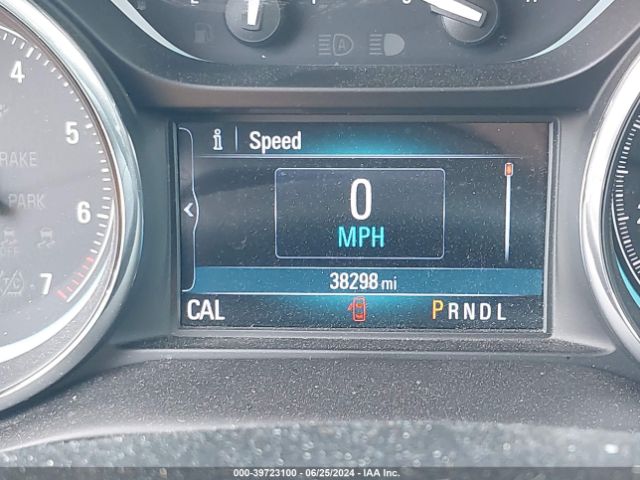 E F C H
A
4
5
6
7
RAKE
PARK
OFF
i Speed
0
MPH
38298 mi
CAL PRNDL
000-39723100 - 06/25/2024 - IAA Inc.